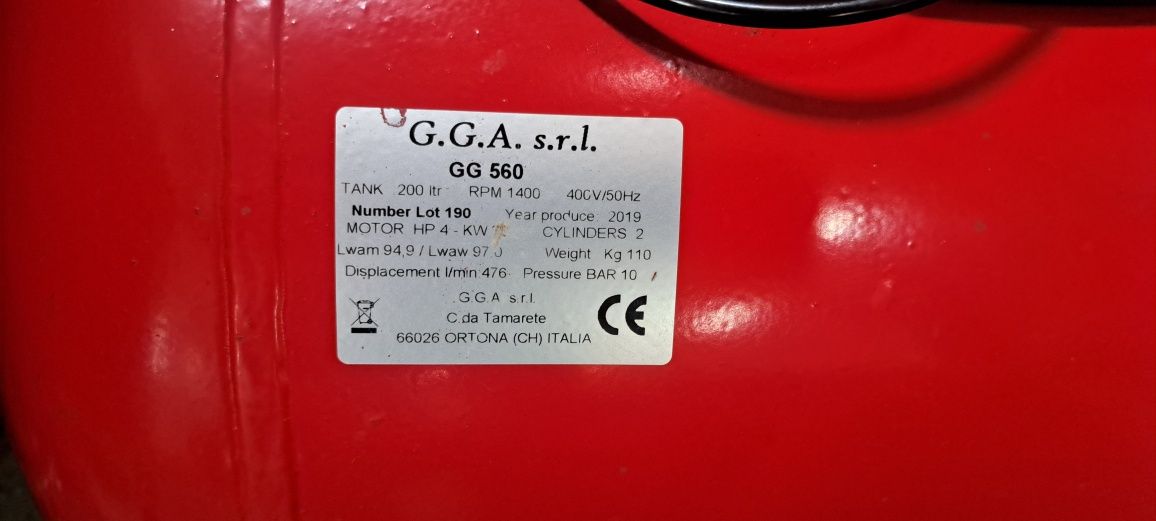 G.G.A. s.r.l.
GG 560
TANK 200 ltr RPM 1400 400V/50Hz
Number Lot 190 Year produce: 2019
MOTOR HP 4 - KW CYLINDERS 2
Lwam 94,9 / Lwaw 97,0 Weight Kg 110
Displacement l/min 476 Pressure BAR 10
G.G.A s.r.l.
C.da Tamarete
66026 ORTONA (CH) ITALIA
CE